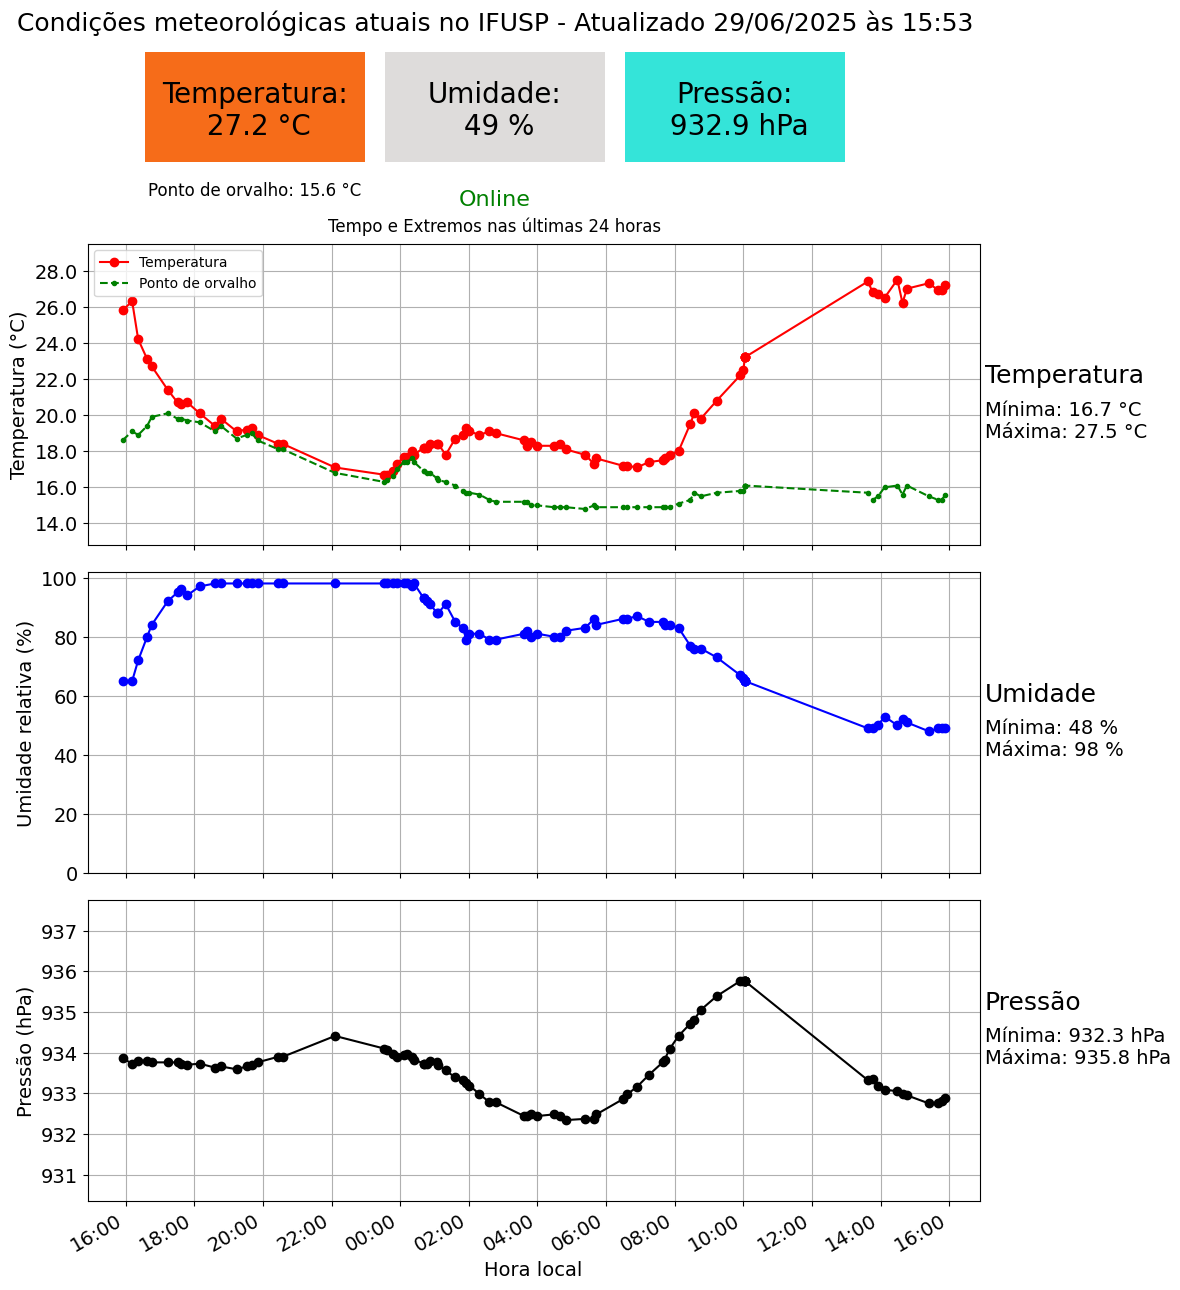 Condições meteorológicas atuais no IFUSP - Atualizado 29/06/2025 às 15:53
Temperatura:
27.2 °C
Umidade:
49 %
Pressão:
932.9 hPa
Ponto de orvalho: 15.6 °C
Online
Tempo e Extremos nas últimas 24 horas
Temperatura
Ponto de orvalho
Temperatura (°C)
28.0
26.0
24.0
22.0
20.0
18.0
16.0
14.0
Temperatura
Mínima: 16.7 °C
Máxima: 27.5 °C
Umidade relativa (%)
100
80
60
40
20
0
Umidade
Mínima: 48 %
Máxima: 98 %
Pressão (hPa)
937
936
935
934
933
932
931
Pressão
Mínima: 932.3 hPa
Máxima: 935.8 hPa
16:00 18:00 20:00 22:00 00:00 02:00 04:00 06:00 08:00 10:00 12:00 14:00 16:00
Hora local